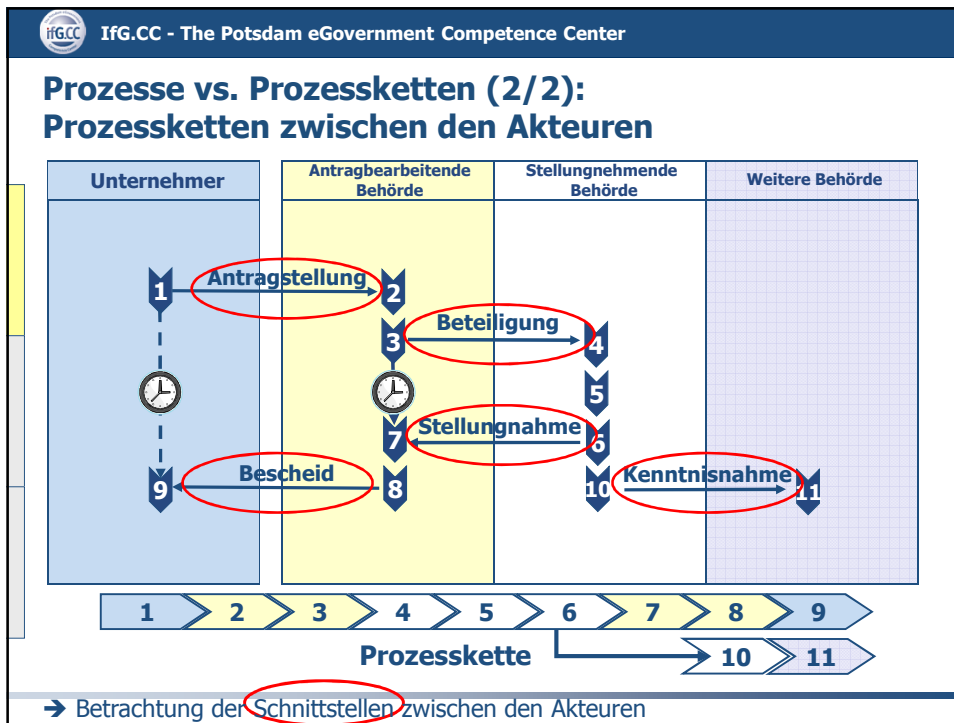 ifG.CC
IfG.CC - The Potsdam eGovernment Competence Center
Prozesse vs. Prozessketten (2/2):
Prozessketten zwischen den Akteuren
Unternehmer
Antragbearbeitende
Behörde
Stellungnehmende
Behörde
Weitere Behörde
1 Antragstellung 2
3 Beteiligung 4
5
7 Stellungnahme 6
9 Bescheid 8 10 Kenntnisnahme 11
1 2 3 4 5 6 7 8 9
Prozesskette 10 11
➔ Betrachtung der Schnittstellen zwischen den Akteuren